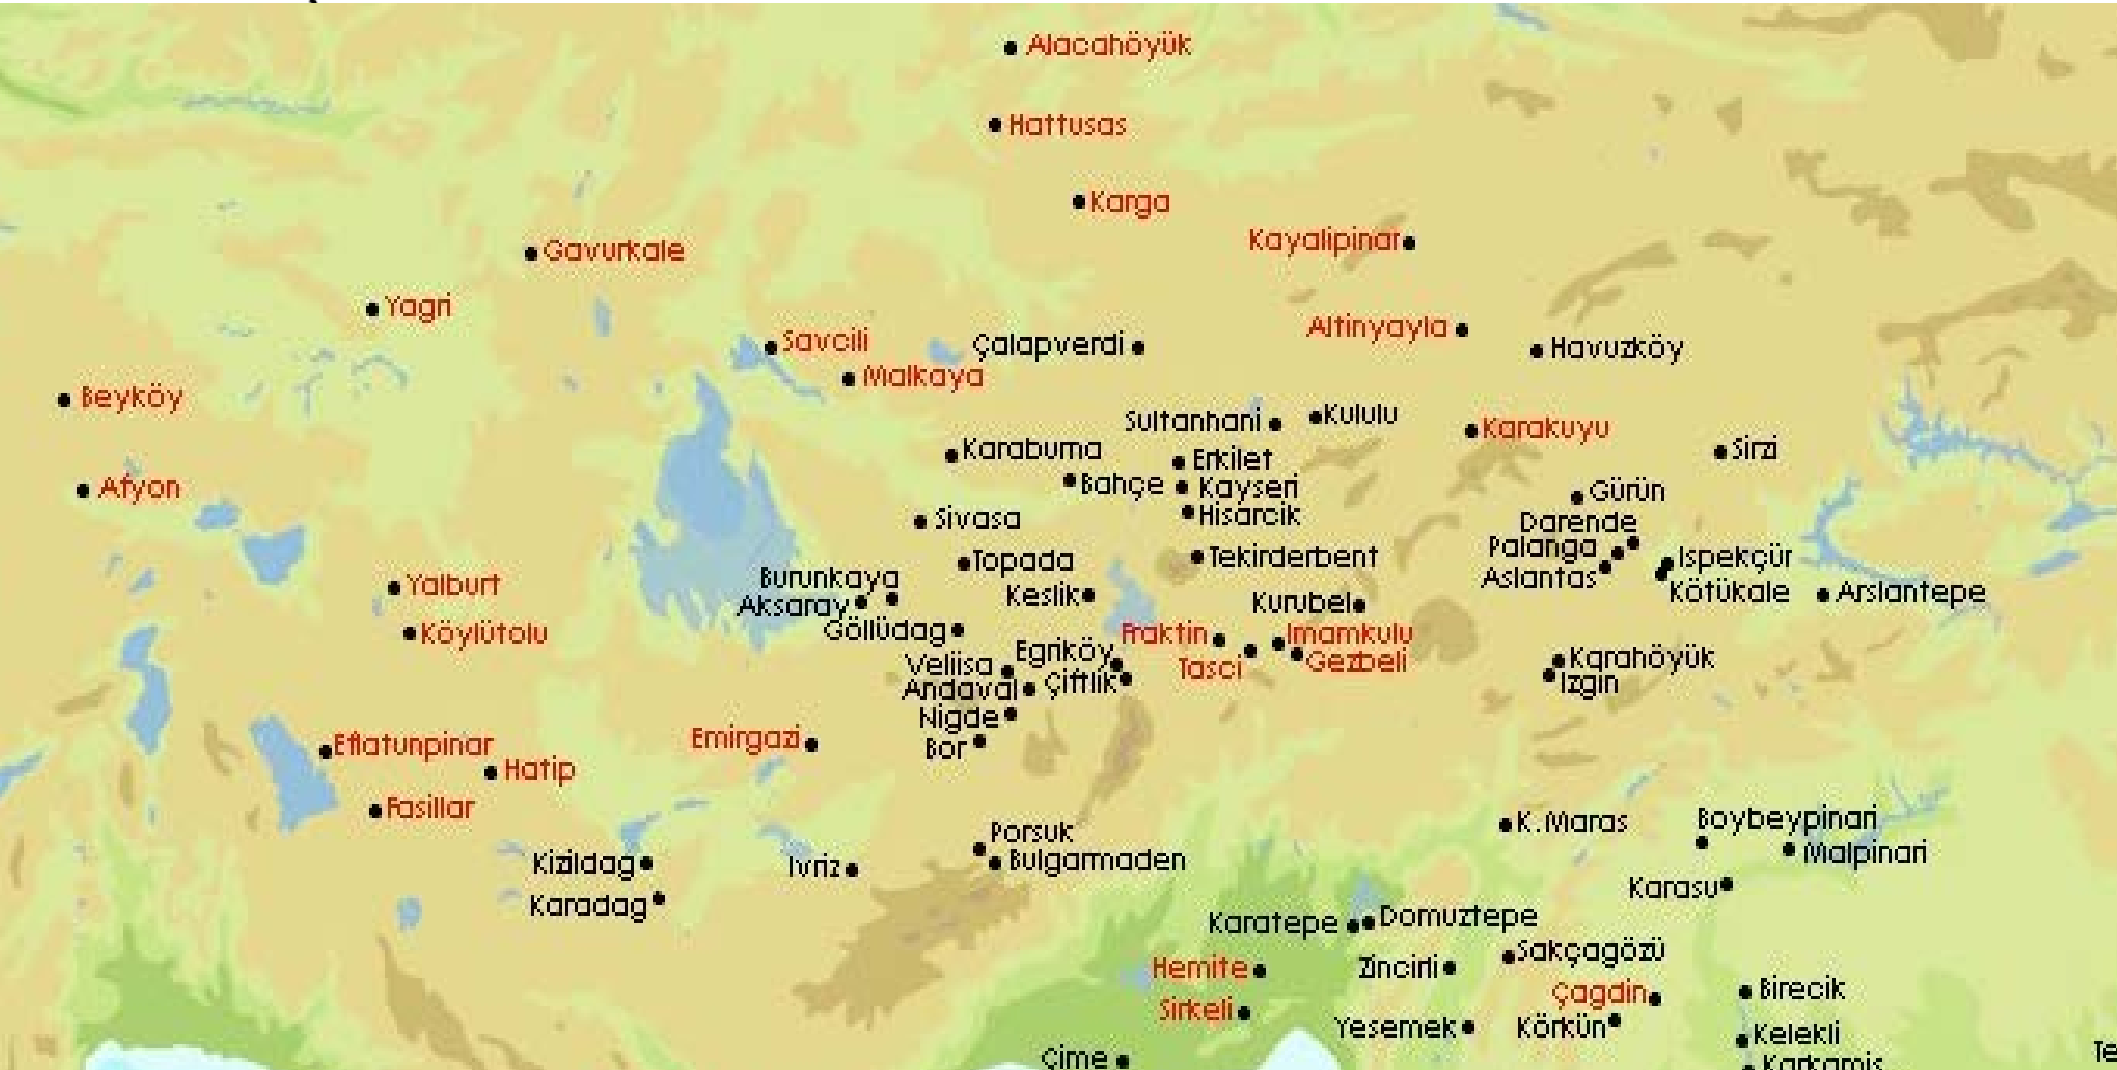 Alacahöyük
Hattusas
Karga
Kayalipinar
Gavurkale
Yagri
Altinyayla
Savcili
Çalapverdi
Havuzköy
Malkaya
Beyköy
Sultanhani
Kululu
Karakuyu
Karaburna
Sirzi
Erkilet
Bahçe
Kayseri
Afyon
Gürün
Hisarcik
Sivasa
Darende
Palanga
Tekirderbent
Ispekçür
Topada
Burunkaya
Aslantas
Yalburt
Keslik
Kötükale
Arslantepe
Aksaray
Kurubel
Göllüdag
Köylütolu
Fraktin
Imamkulu
Egriköy
Karahöyük
Gezbeli
Veliisa
Tasci
Çiftlik
Izgin
Andaval
Nigde
Emirgazi
Eflatunpinar
Bor
Hatip
Fasillar
Boybeypinari
K.Maras
Porsuk
Malpinari
Bulgarmaden
Kizildag
Ivriz
Karasu
Karadag
Domuztepe
Karatepe
Sakçagözü
Hemite
Zincirli
Çagdin
Birecik
Sirkeli
Yesemek
Körkün
Kelekli
Çime
Karkamis
Te